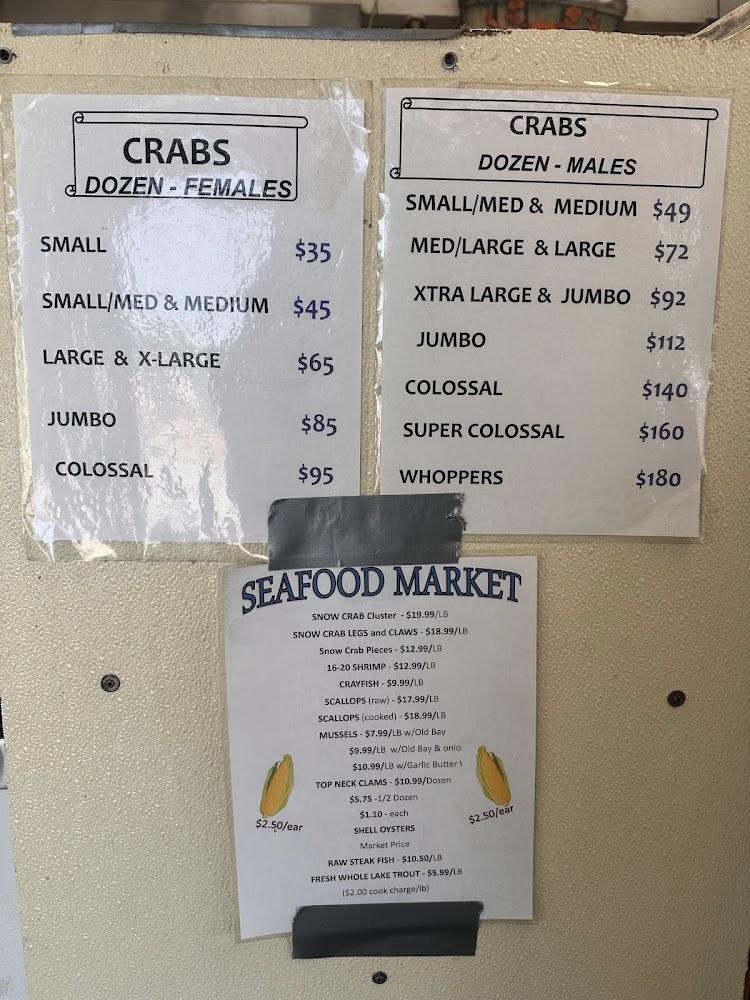 CRABS
DOZEN - FEMALES
SMALL $35
SMALL/MED & MEDIUM $45
LARGE & X-LARGE $65
JUMBO $85
COLOSSAL $95
CRABS
DOZEN - MALES
SMALL/MED & MEDIUM $49
MED/LARGE & LARGE $72
XTRA LARGE & JUMBO $92
JUMBO $112
COLOSSAL $140
SUPER COLOSSAL $160
WHOPPERS $180
SEAFOOD MARKET
SNOW CRAB Cluster - $19.99/LB
SNOW CRAB LEGS and CLAWS - $18.99/LB
Snow Crab Pieces - $12.99/LB
16-20 SHRIMP - $12.99/LB
CRAYFISH - $9.99/LB
SCALLOPS (raw) - $17.99/LB
SCALLOPS (cooked) - $18.99/LB
MUSSELS - $7.99/LB w/Old Bay
$9.99/LB w/Old Bay & onio
$10.99/LB w/Garlic Butter
TOP NECK CLAMS - $10.99/Dozen
$5.75 -1/2 Dozen
$1.10 - each
SHELL OYSTERS
Market Price
RAW STEAK FISH - $10.50/LB
FRESH WHOLE LAKE TROUT - $5.99/LB
($2.00 cook charge/lb)
$2.50/ear
$2.50/ear